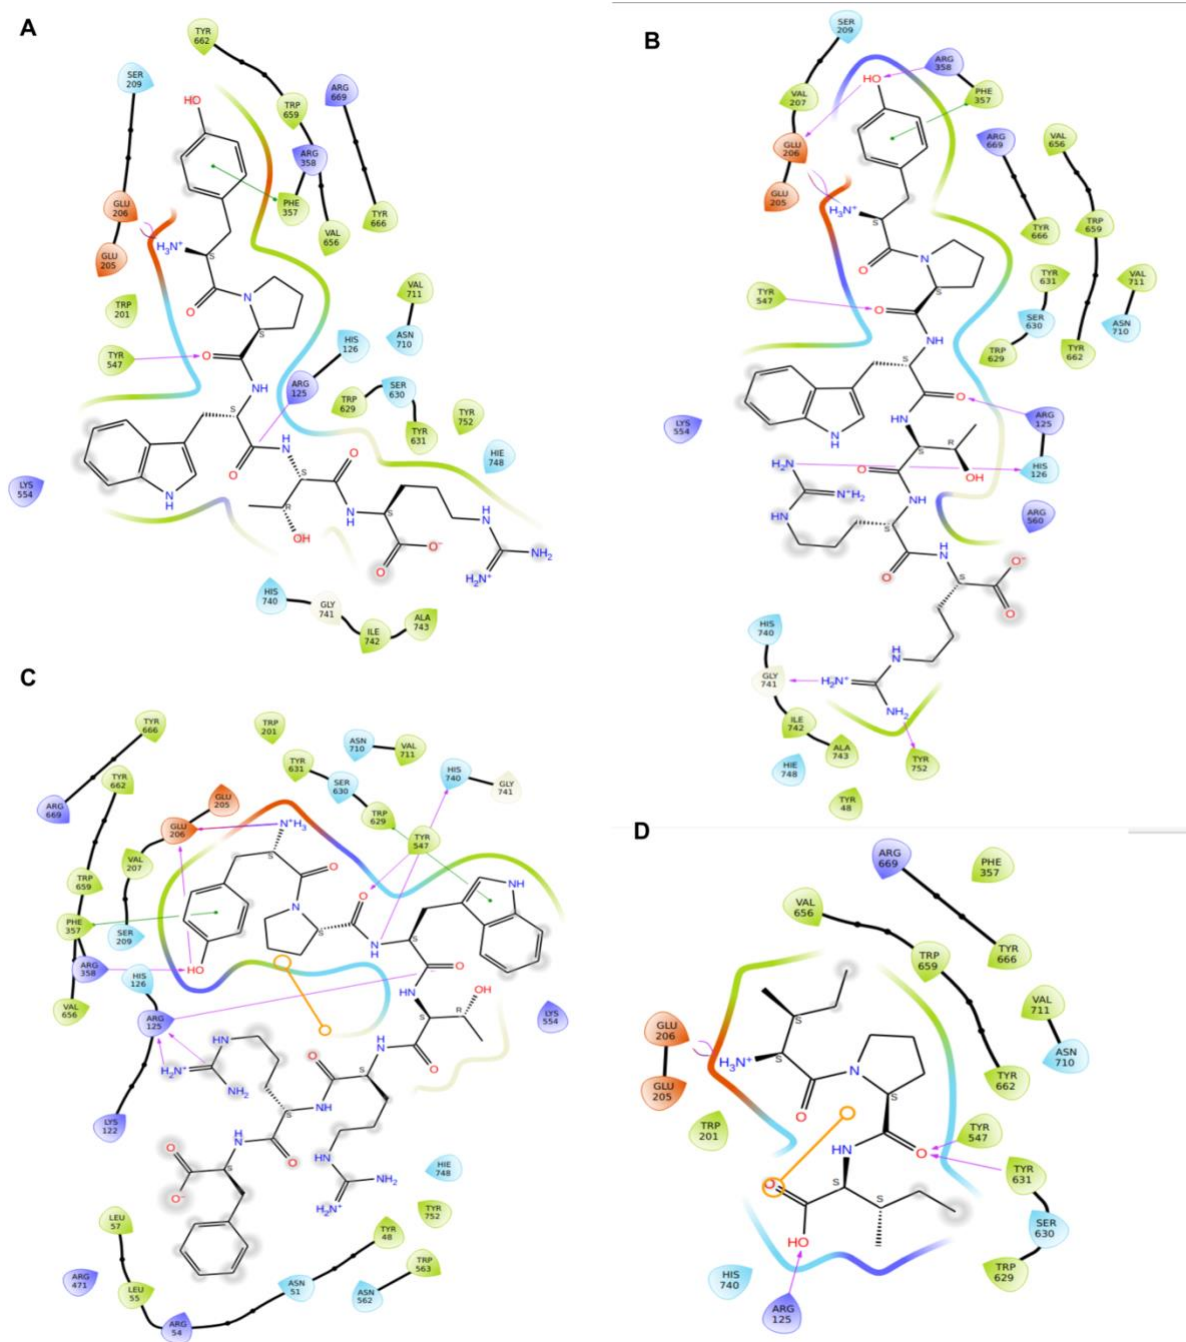 A
TYR
662
SER
209
HO
TRP
659
ARG
669
ARG
358
PHE
357
GLU
206
TYR
666
VAL
656
H3N+
S
GLU
205
O
N
S
TRP
201
VAL
711
ASN
710
HIS
126
TYR
547
O
NH
ARG
125
TRP
629
SER
630
TYR
752
TYR
631
S
O
NH
S
O
HIE
748
LYS
554
N
H
R
OH
N
H
S
O
O-
H
N
NH2
H2N+
HIS
740
GLY
741
ILE
742
ALA
743
B
SER
209
HO
ARG
358
VAL
207
PHE
357
GLU
206
ARG
669
VAL
656
GLU
205
H3N+
S
O
N
S
TYR
666
TRP
659
TYR
547
O
NH
TYR
631
VAL
711
SER
630
ASN
710
TRP
629
TYR
662
S
O
LYS
554
N
H
HN
R
OH
ARG
125
HIS
126
H2N
N+H2
HN
O
NH
S
ARG
560
O
H
N
S
O-
O
HIS
740
GLY
741
H2N+
HN
NH2
ILE
742
ALA
743
HIE
748
TYR
752
TYR
48
C
TYR
666
TRP
201
ASN
710
VAL
711
TYR
662
TYR
631
SER
630
HIS
740
GLY
741
ARG
669
GLU
205
GLU
206
N+H3
S
TRP
629
TYR
547
VAL
207
O
TRP
659
N
S
O
NH
PHE
357
SER
209
N
H
S
ARG
358
HO
HIS
126
O
VAL
656
ARG
125
HN
S
R
OH
LYS
554
HN
H2N+
NH2
O
S
H
N
O
LYS
122
S
NH
O
H
N
O
O-
S
HN
NH2
H2N+
HIE
748
TYR
752
LEU
57
TYR
48
TRP
563
ARG
471
LEU
55
ASN
51
ASN
562
ARG
54
D
ARG
669
PHE
357
VAL
656
TRP
659
TYR
666
VAL
711
GLU
206
S
ASN
710
H3N+
S
N
S
GLU
205
O
TYR
662
TRP
201
TYR
547
HN
O
TYR
631
O
S
S
SER
630
HO
HIS
740
TRP
629
ARG
125